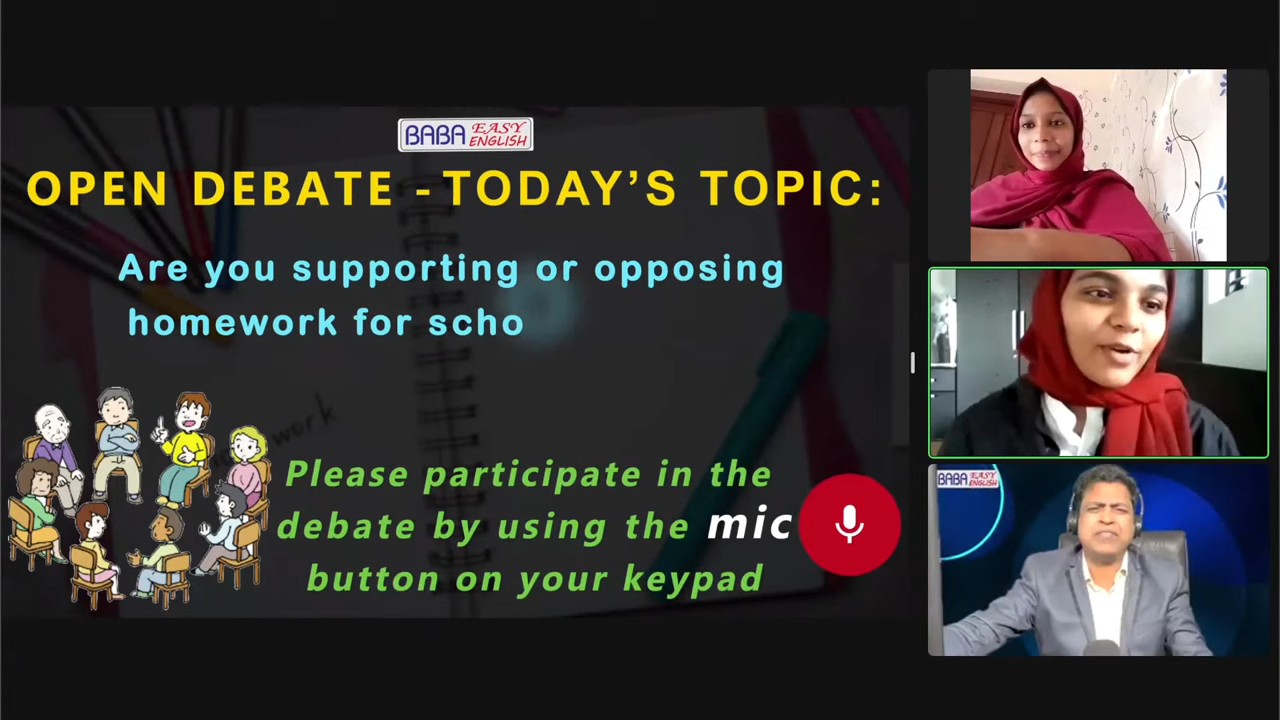 BABA EASY ENGLISH
OPEN DEBATE - TODAY'S TOPIC:
Are you supporting or opposing
homework for scho
work
Please participate in the
debate by using the mic
button on your keypad
BABA EASY ENGLISH